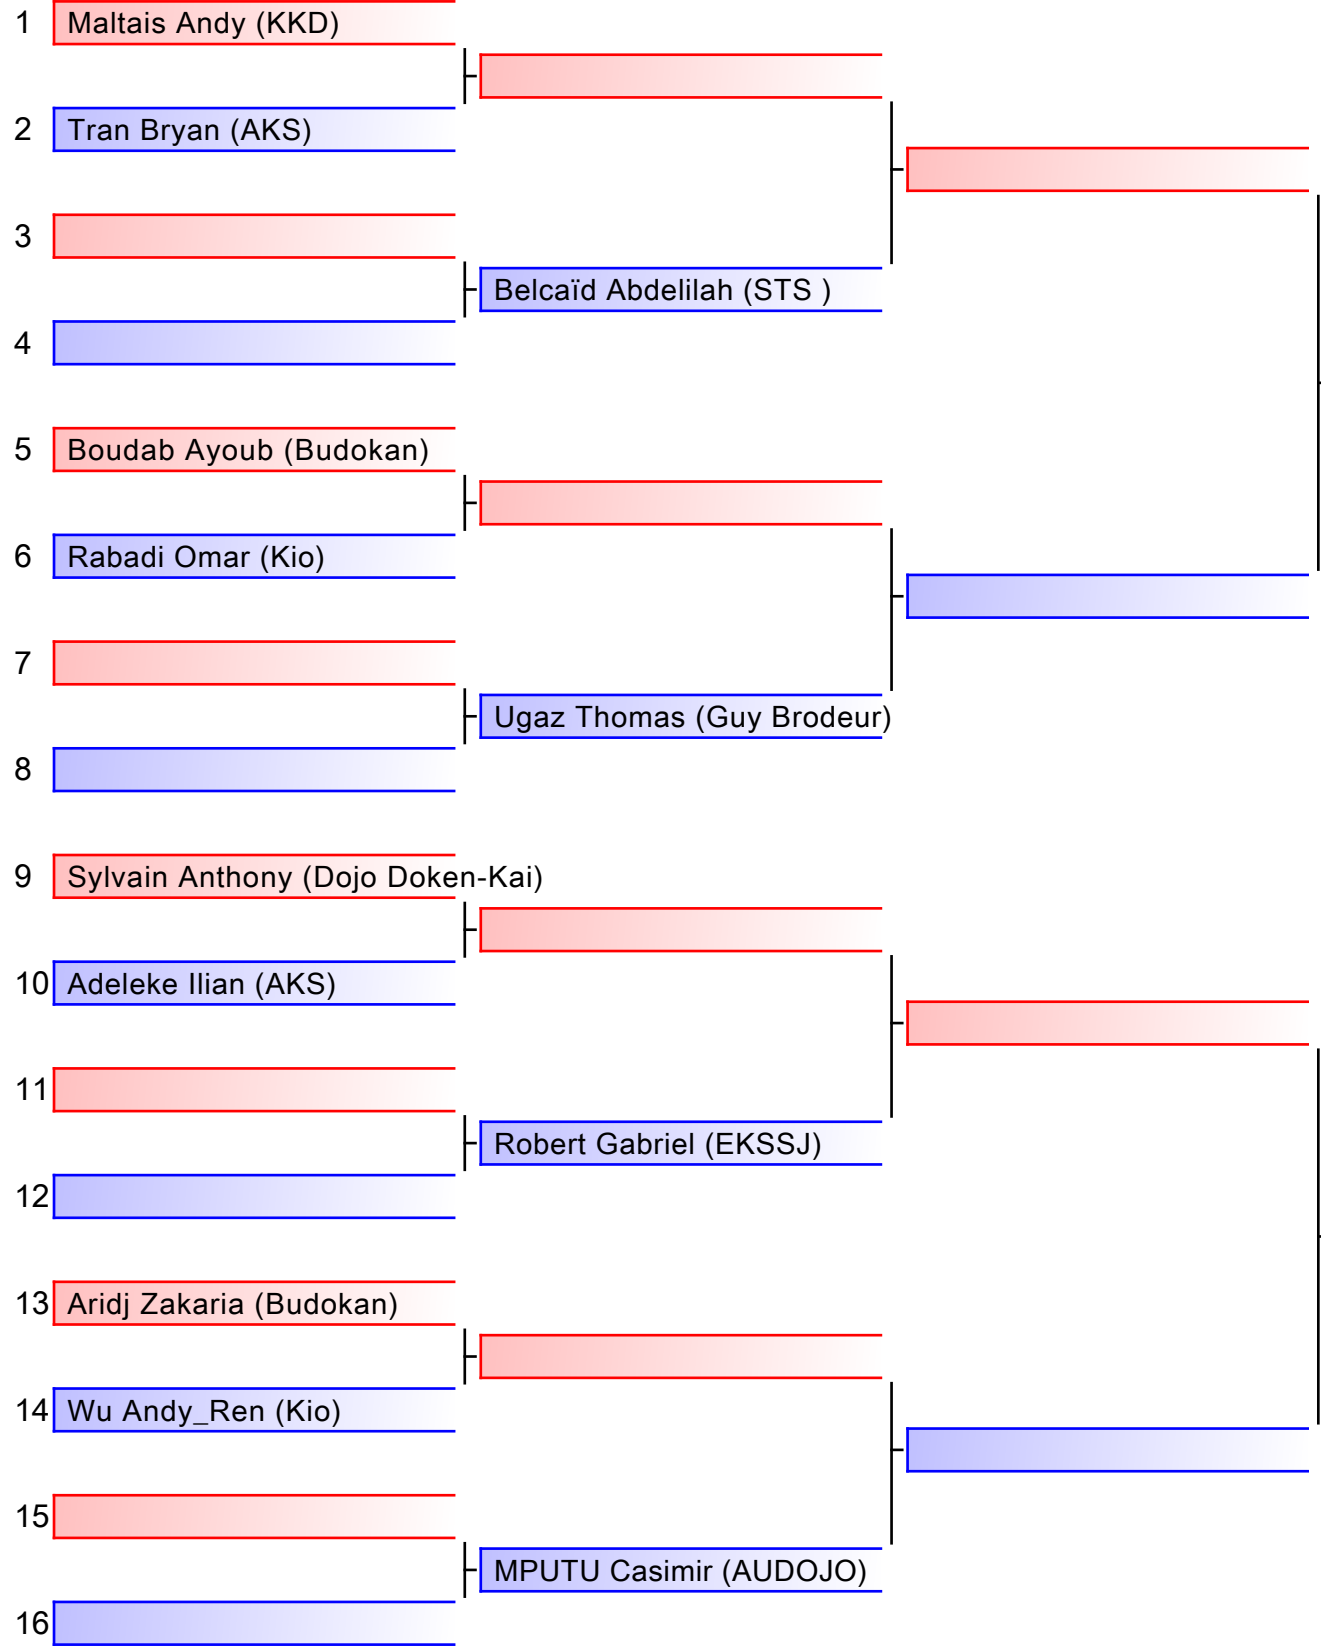 1 Maltais Andy (KKD)
2 Tran Bryan (AKS)
3
Belcaïd Abdelilah (STS )
4
5 Boudab Ayoub (Budokan)
6 Rabadi Omar (Kio)
7
Ugaz Thomas (Guy Brodeur)
8
9 Sylvain Anthony (Dojo Doken-Kai)
10 Adeleke Ilian (AKS)
11
Robert Gabriel (EKSSJ)
12
13 Aridj Zakaria (Budokan)
14 Wu Andy_Ren (Kio)
15
MPUTU Casimir (AUDOJO)
16